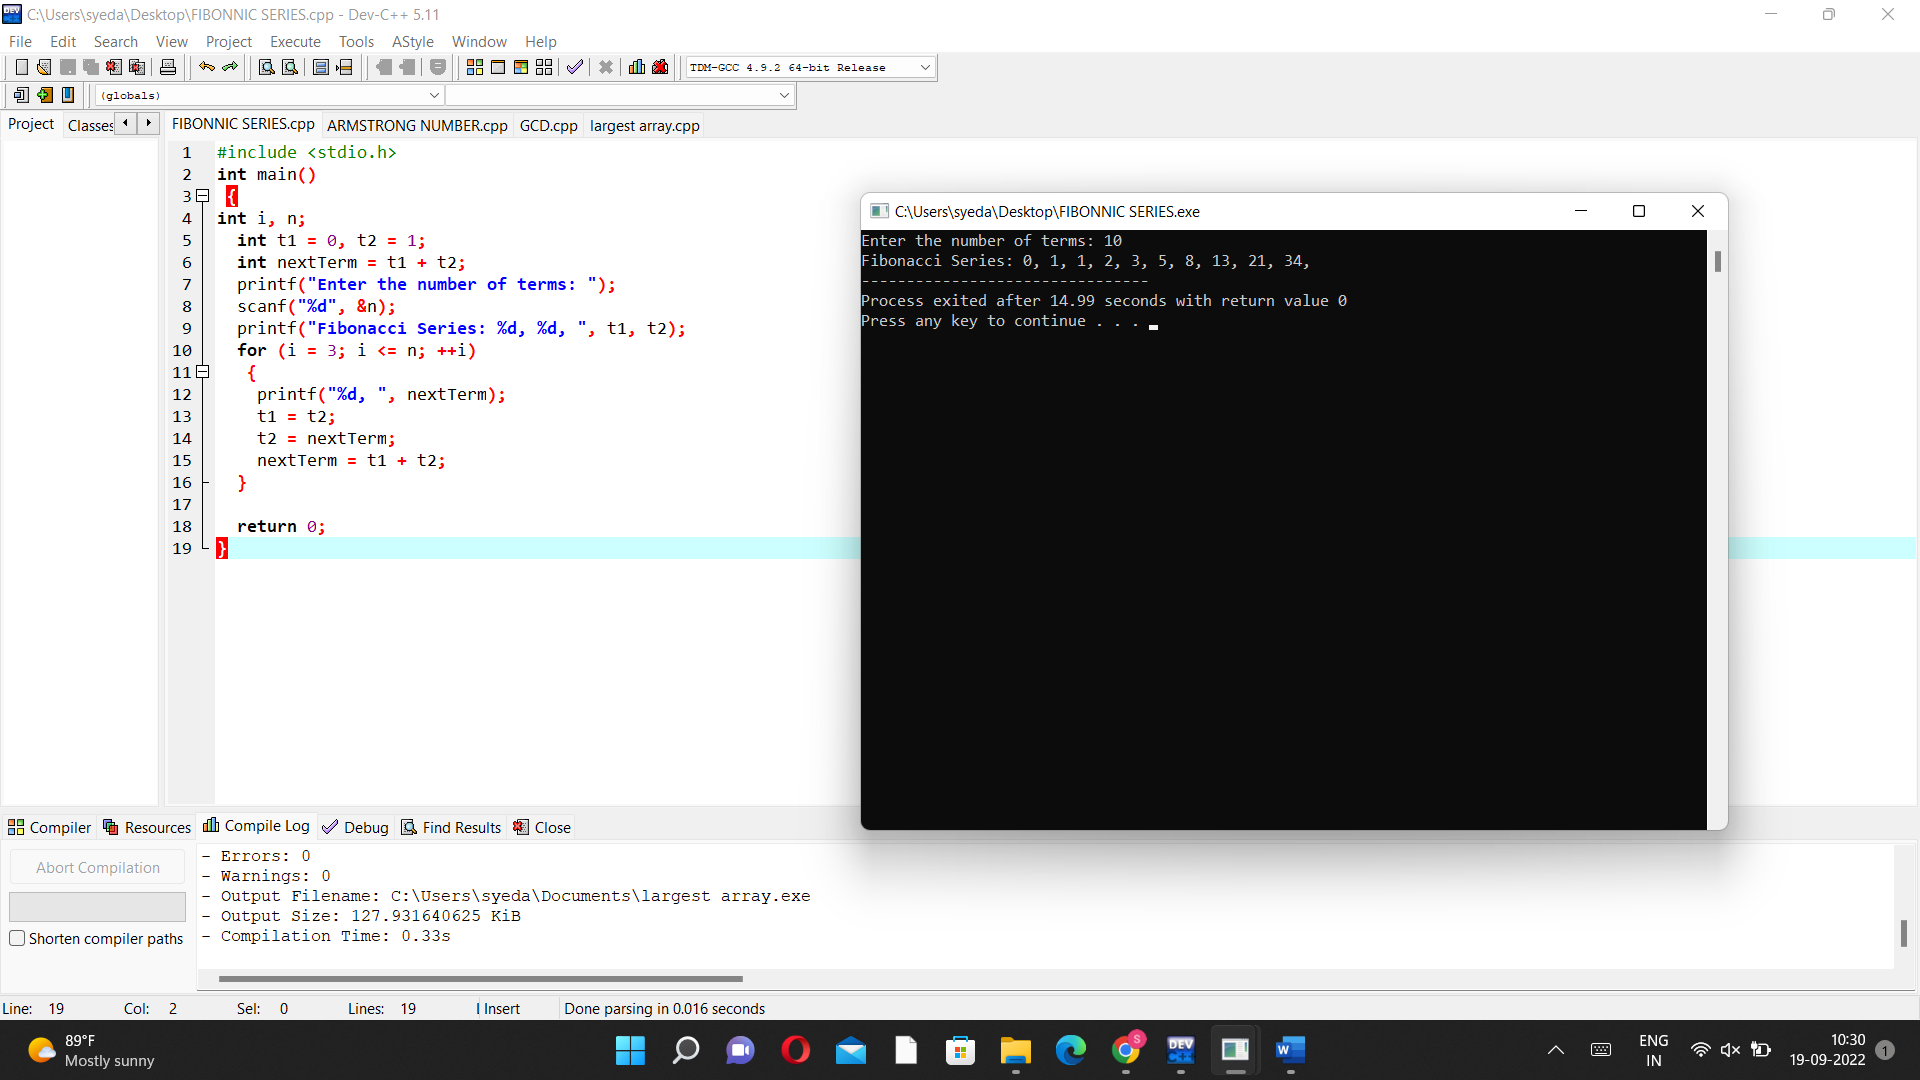 C:\Users\syeda\Desktop\FIBONNIC SERIES.cpp - Dev-C++ 5.11
File Edit Search View Project Execute Tools AStyle Window Help
TDM-GCC 4.9.2 64-bit Release
(globals)
Project Classes FIBONNIC SERIES.cpp ARMSTRONG NUMBER.cpp GCD.cpp largest array.cpp
1 #include <stdio.h>
2 int main()
3 {
4 int i, n;
5 int t1 = 0, t2 = 1;
6 int nextTerm = t1 + t2;
7 printf("Enter the number of terms: ");
8 scanf("%d", &n);
9 printf("Fibonacci Series: %d, %d, ", t1, t2);
10 for (i = 3; i <= n; ++i)
11 {
12 printf("%d, ", nextTerm);
13 t1 = t2;
14 t2 = nextTerm;
15 nextTerm = t1 + t2;
16 }
17
18 return 0;
19 }
C:\Users\syeda\Desktop\FIBONNIC SERIES.exe
Enter the number of terms: 10
Fibonacci Series: 0, 1, 1, 2, 3, 5, 8, 13, 21, 34,
--------------------------------
Process exited after 14.99 seconds with return value 0
Press any key to continue . . .
Compiler Resources Compile Log Debug Find Results Close
Abort Compilation
Shorten compiler paths
- Errors: 0
- Warnings: 0
- Output Filename: C:\Users\syeda\Documents\largest array.exe
- Output Size: 127.931640625 KiB
- Compilation Time: 0.33s
Line: 19 Col: 2 Sel: 0 Lines: 19 I Insert Done parsing in 0.016 seconds
89°F
Mostly sunny
S
DEV
C++
W
ENG
IN
10:30
19-09-2022
1